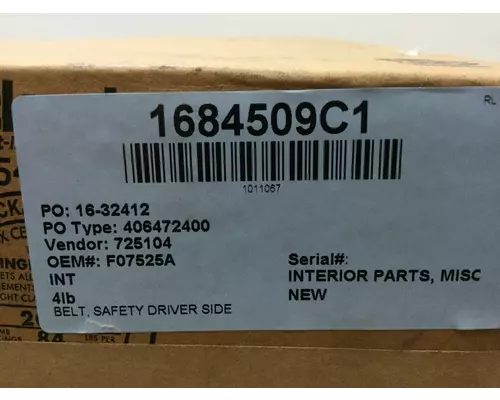 RL
1684509C1
1011067
PO: 16-32412
PO Type: 406472400
Vendor: 725104
OEM#: F07525A
Serial#:
INT
INTERIOR PARTS, MISC
4lb
NEW
BELT, SAFETY DRIVER SIDE